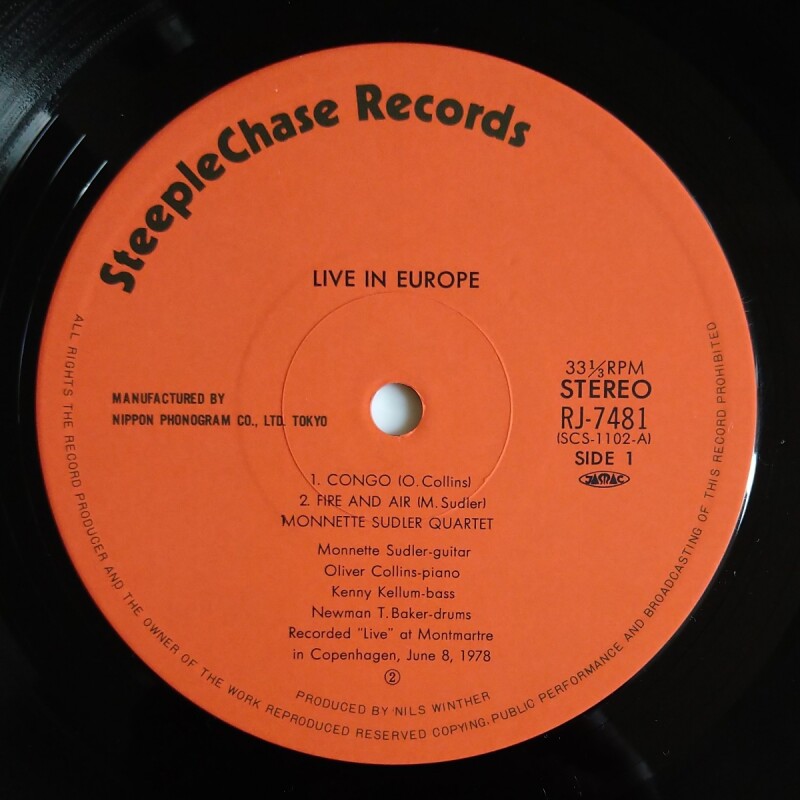 SteepleChase Records
LIVE IN EUROPE
MANUFACTURED BY
NIPPON PHONOGRAM CO., LTD. TOKYO
33 1/3 RPM
STEREO
RJ-7481
(SCS-1102-A)
SIDE 1
JASRAC
1. CONGO (O. Collins)
2. FIRE AND AIR (M. Sudler)
MONNETTE SUDLER QUARTET
Monnette Sudler-guitar
Oliver Collins-piano
Kenny Kellum-bass
Newman T. Baker-drums
Recorded "Live" at Montmartre
in Copenhagen, June 8, 1978
②
PRODUCED BY NILS WINTHER
ALL RIGHTS THE RECORD PRODUCER AND THE OWNER OF THE WORK REPRODUCED RESERVED COPYING, PUBLIC PERFORMANCE AND BROADCASTING OF THIS RECORD PROHIBITED